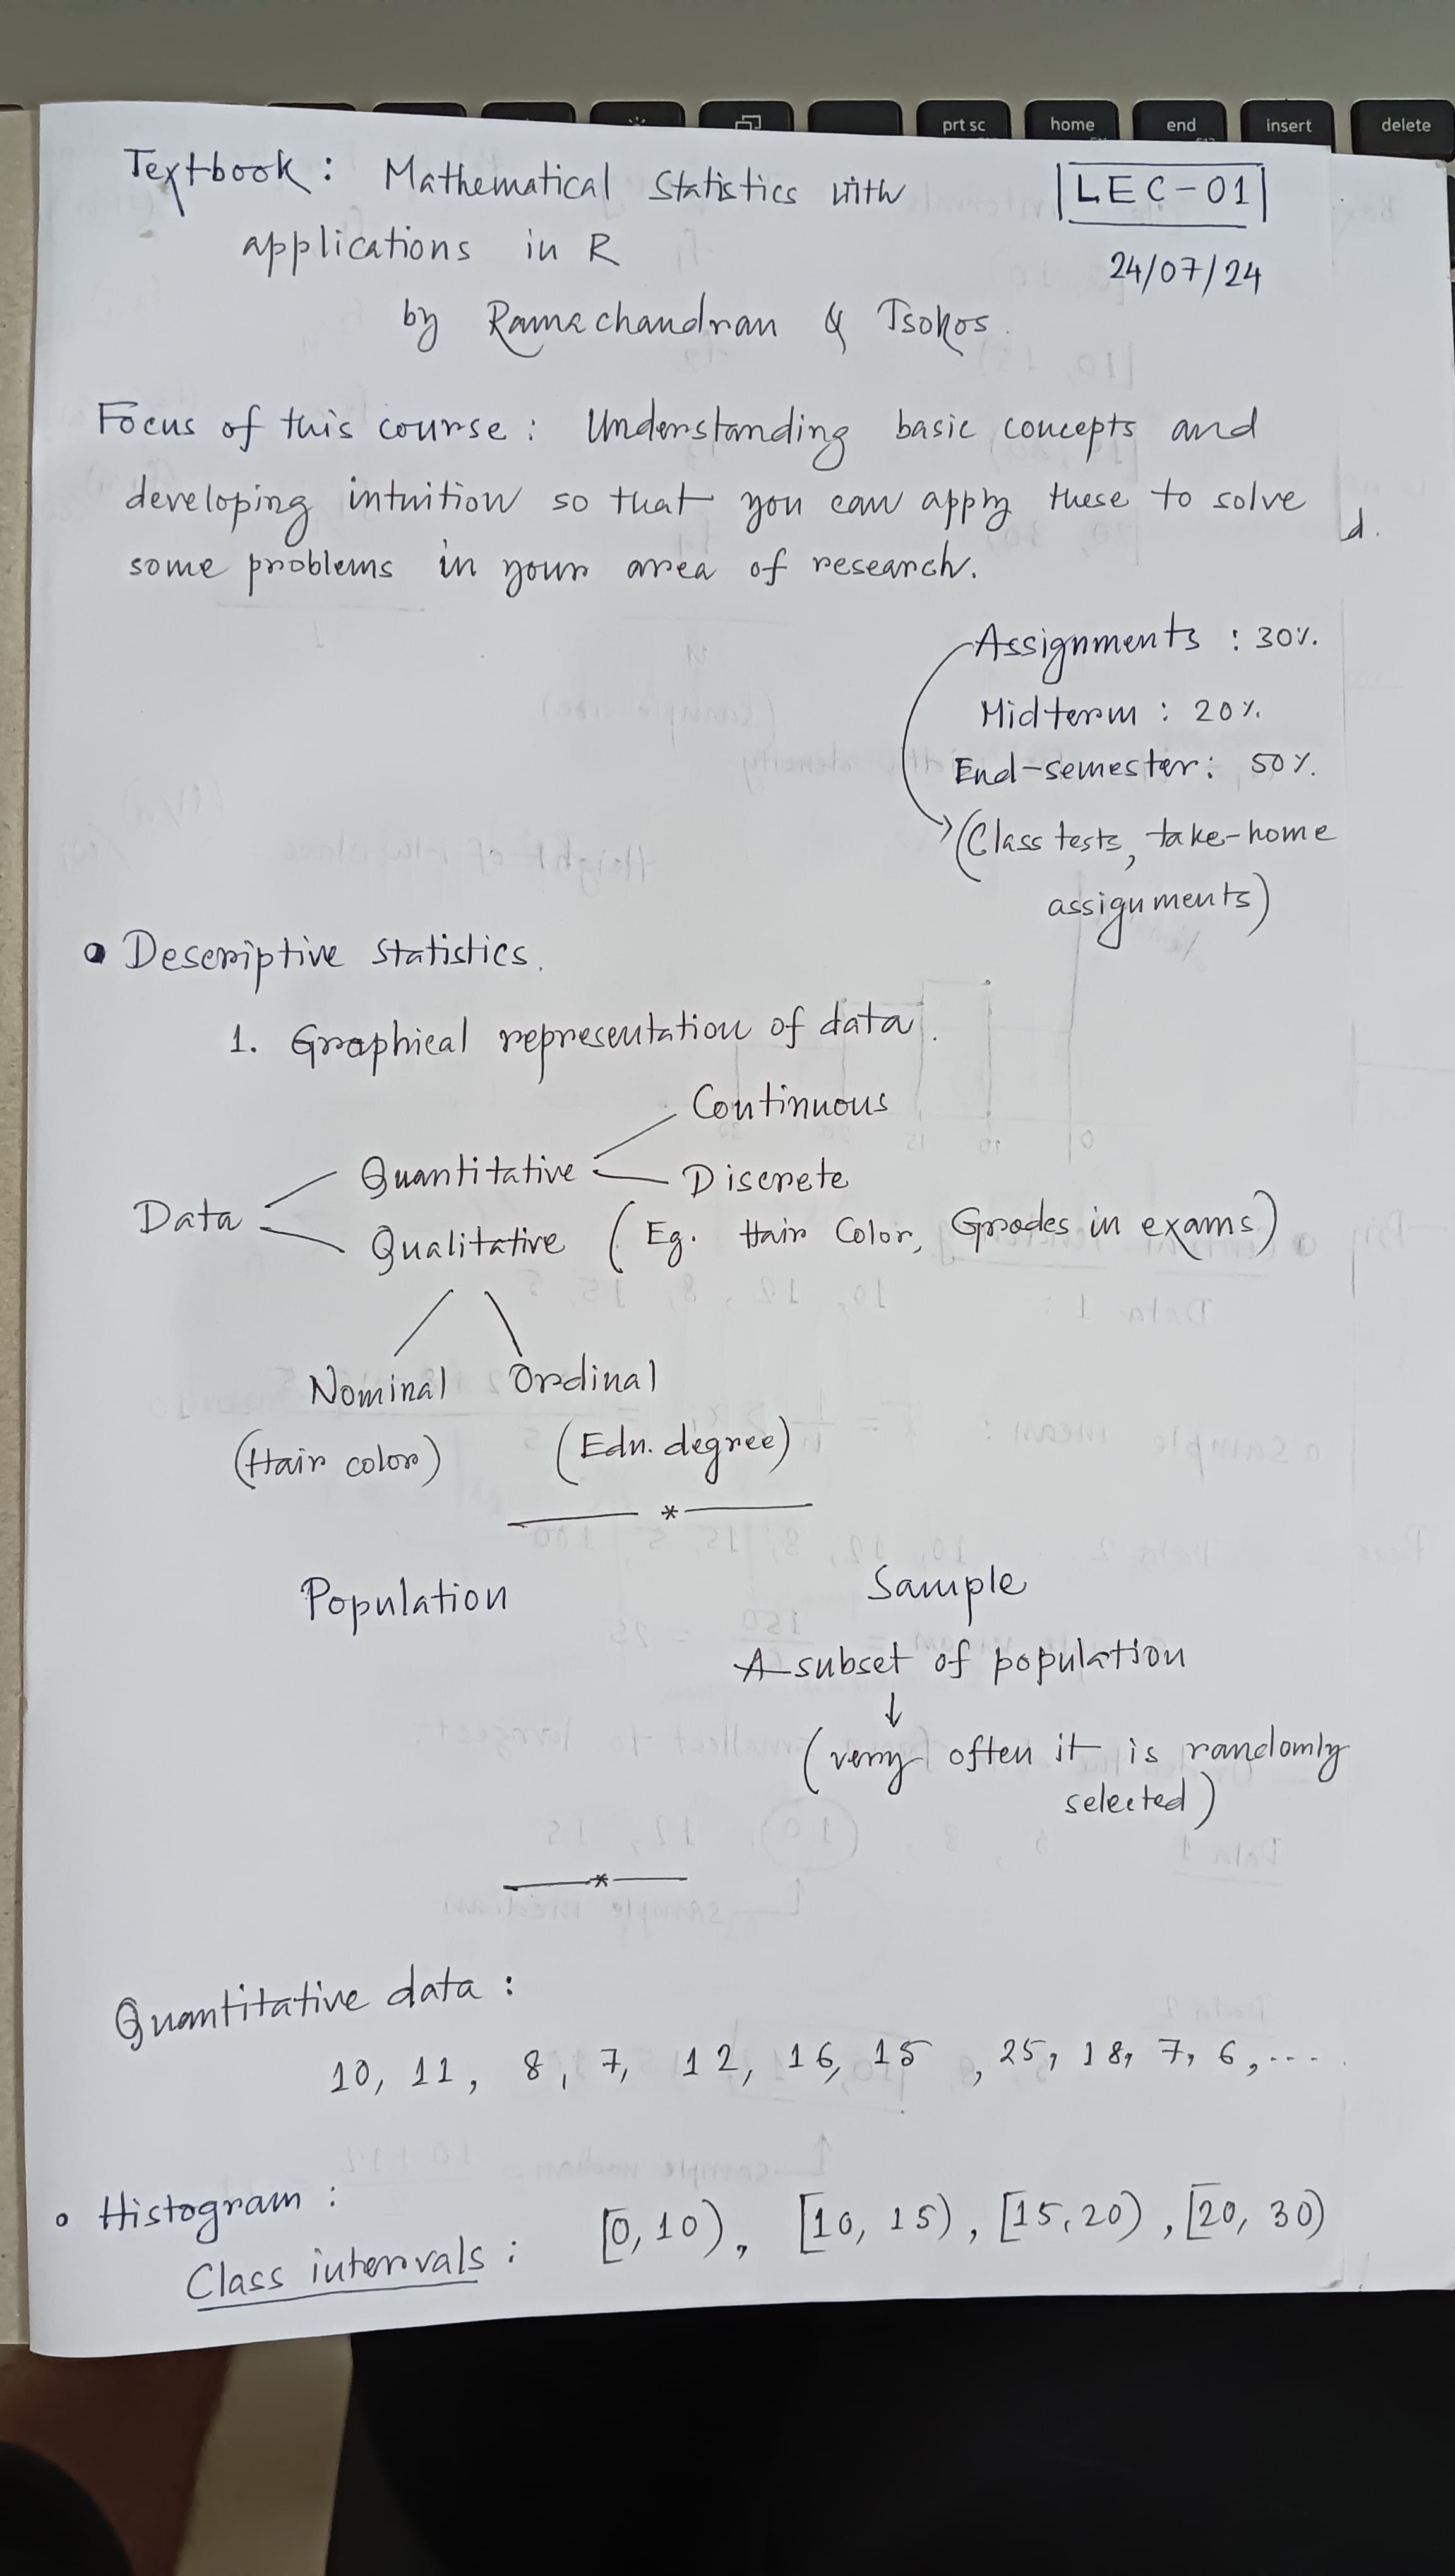 prt sc home end insert delete
Textbook: Mathematical Statistics with
applications in R
by Ramachandran & Tsokos.
LEC-01
24/07/24
Focus of this course: Understanding basic concepts and
developing intuition so that you can apply these to solve
some problems in your area of research.
d.
Assignments: 30%.
Midterm: 20%.
End-semester: 50%.
(Class tests, take-home
assignments)
• Descriptive statistics.
1. Graphical representation of data.
Continuous
Quantitative
Discrete
Data
Qualitative (Eg. Hair Color, Grades in exams)
Nominal Ordinal
(Hair color) (Edn. degree)
*
Population Sample
A subset of population
↓
(very often it is randomly
selected)
*
Quantitative data:
10, 11, 8, 7, 12, 16, 15, 25, 18, 7, 6, ....
• Histogram:
Class intervals: [0, 10), [10, 15), [15, 20), [20, 30)